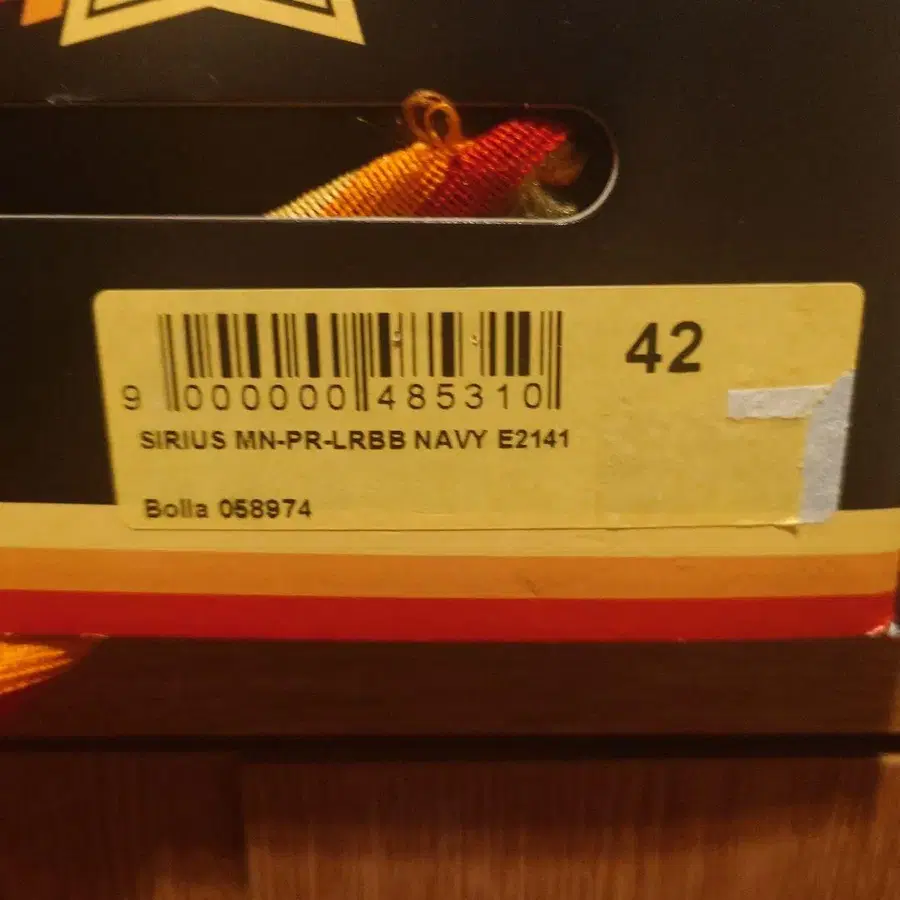 42
9 000000 485310
SIRIUS MN-PR-LRBB NAVY E2141
Bolla 058974